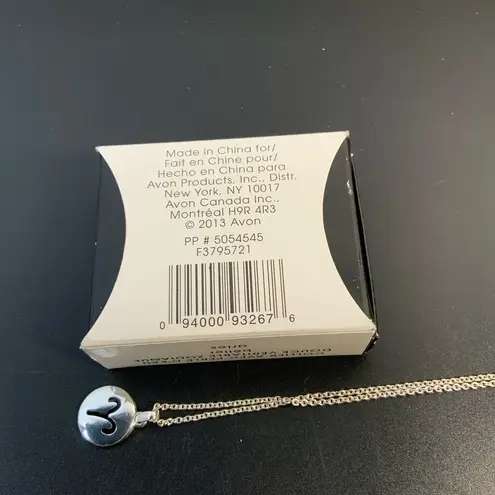 Made in China for/
Fait en Chine pour/
Hecho en China para
Avon Products, Inc., Distr.
New York, NY 10017
Avon Canada Inc.,
Montréal H9R 4R3
© 2013 Avon
PP # 5054545
F3795721
0 94000 93267 6
aries